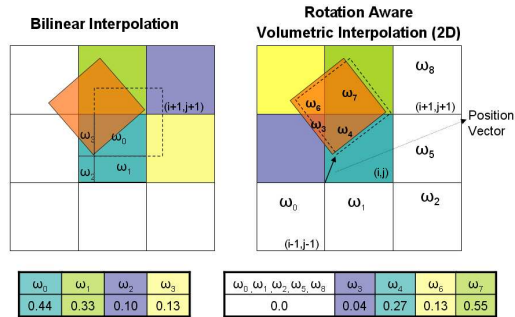 Bilinear Interpolation
Rotation Aware
Volumetric Interpolation (2D)
(i+1,j+1)
ω₃
ω₀
ω₂
ω₁
ω₈
ω₆
ω₇
(i+1,j+1)
Position
Vector
ω₃
ω₄
ω₅
(i,j)
ω₀
ω₁
ω₂
(i-1,j-1)
ω₀ ω₁ ω₂ ω₃
0.44 0.33 0.10 0.13
ω₀ ,ω₁ ,ω₂ ,ω₅ ,ω₈ ω₃ ω₄ ω₆ ω₇
0.0 0.04 0.27 0.13 0.55